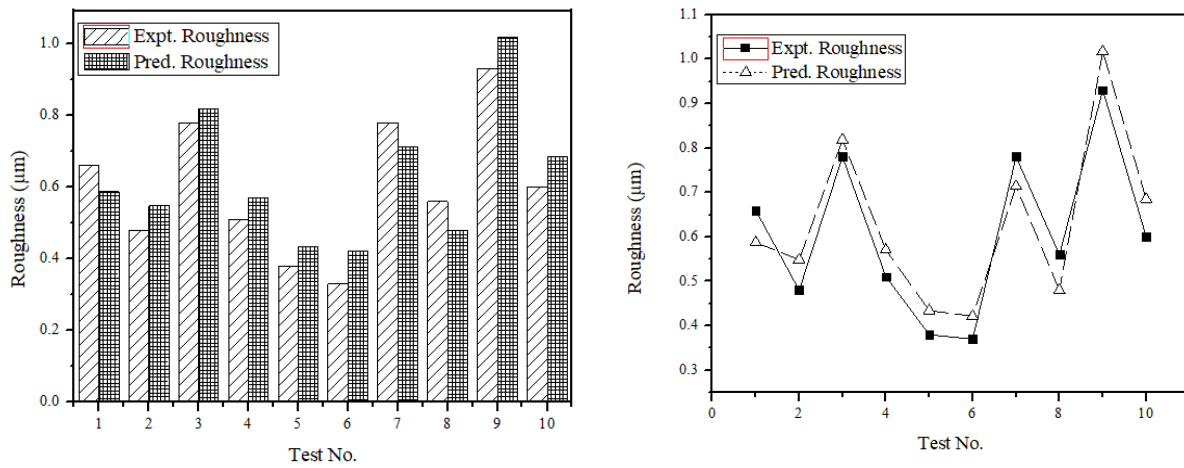 Expt. Roughness
Pred. Roughness
Roughness (μm)
1.0
0.8
0.6
0.4
0.2
0.0
1 2 3 4 5 6 7 8 9 10
Test No.
Expt. Roughness
Pred. Roughness
Roughness (μm)
1.1
1.0
0.9
0.8
0.7
0.6
0.5
0.4
0.3
0 2 4 6 8 10
Test No.